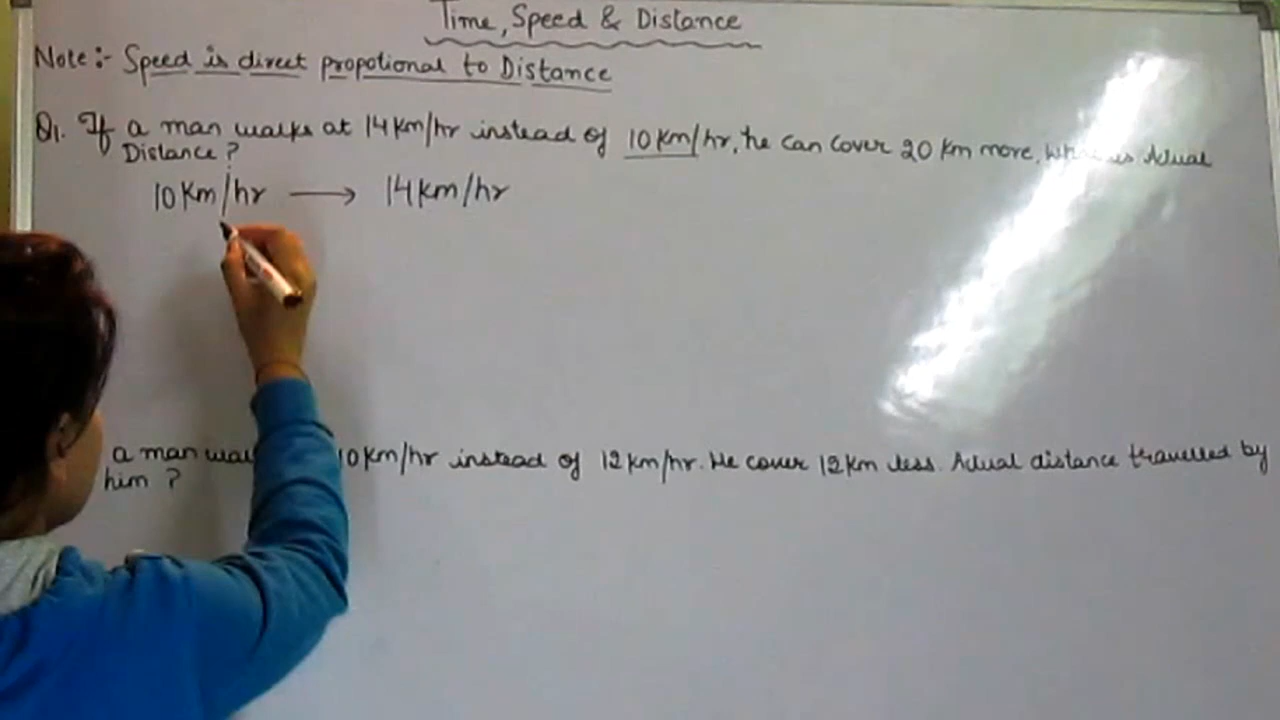 Time, Speed & Distance
Note :- Speed is direct propotional to Distance
Q1. If a man walks at 14 km/hr instead of 10 km/hr, he can cover 20 km more, What is Actual
Distance ?
10 km/hr → 14 km/hr
a man 10 km/hr instead of 12 km/hr. He cover 12 km less. Actual distance travelled by
him ?